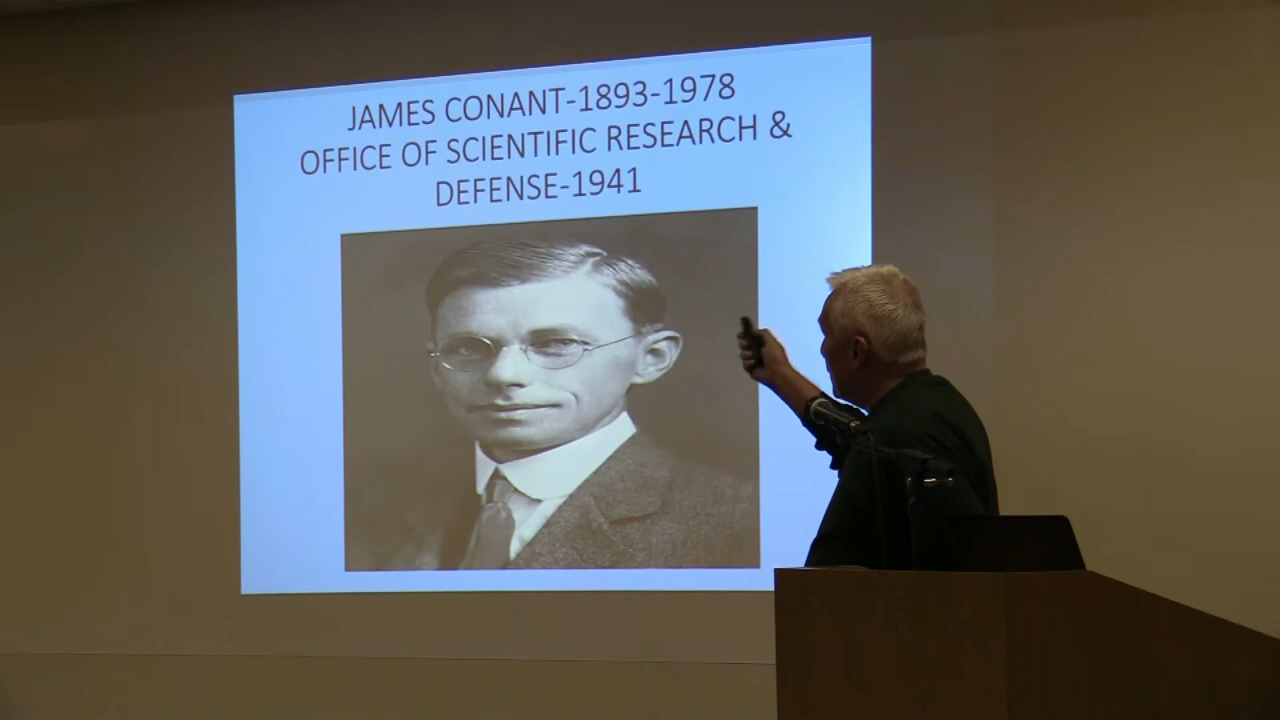 JAMES CONANT-1893-1978
OFFICE OF SCIENTIFIC RESEARCH &
DEFENSE-1941